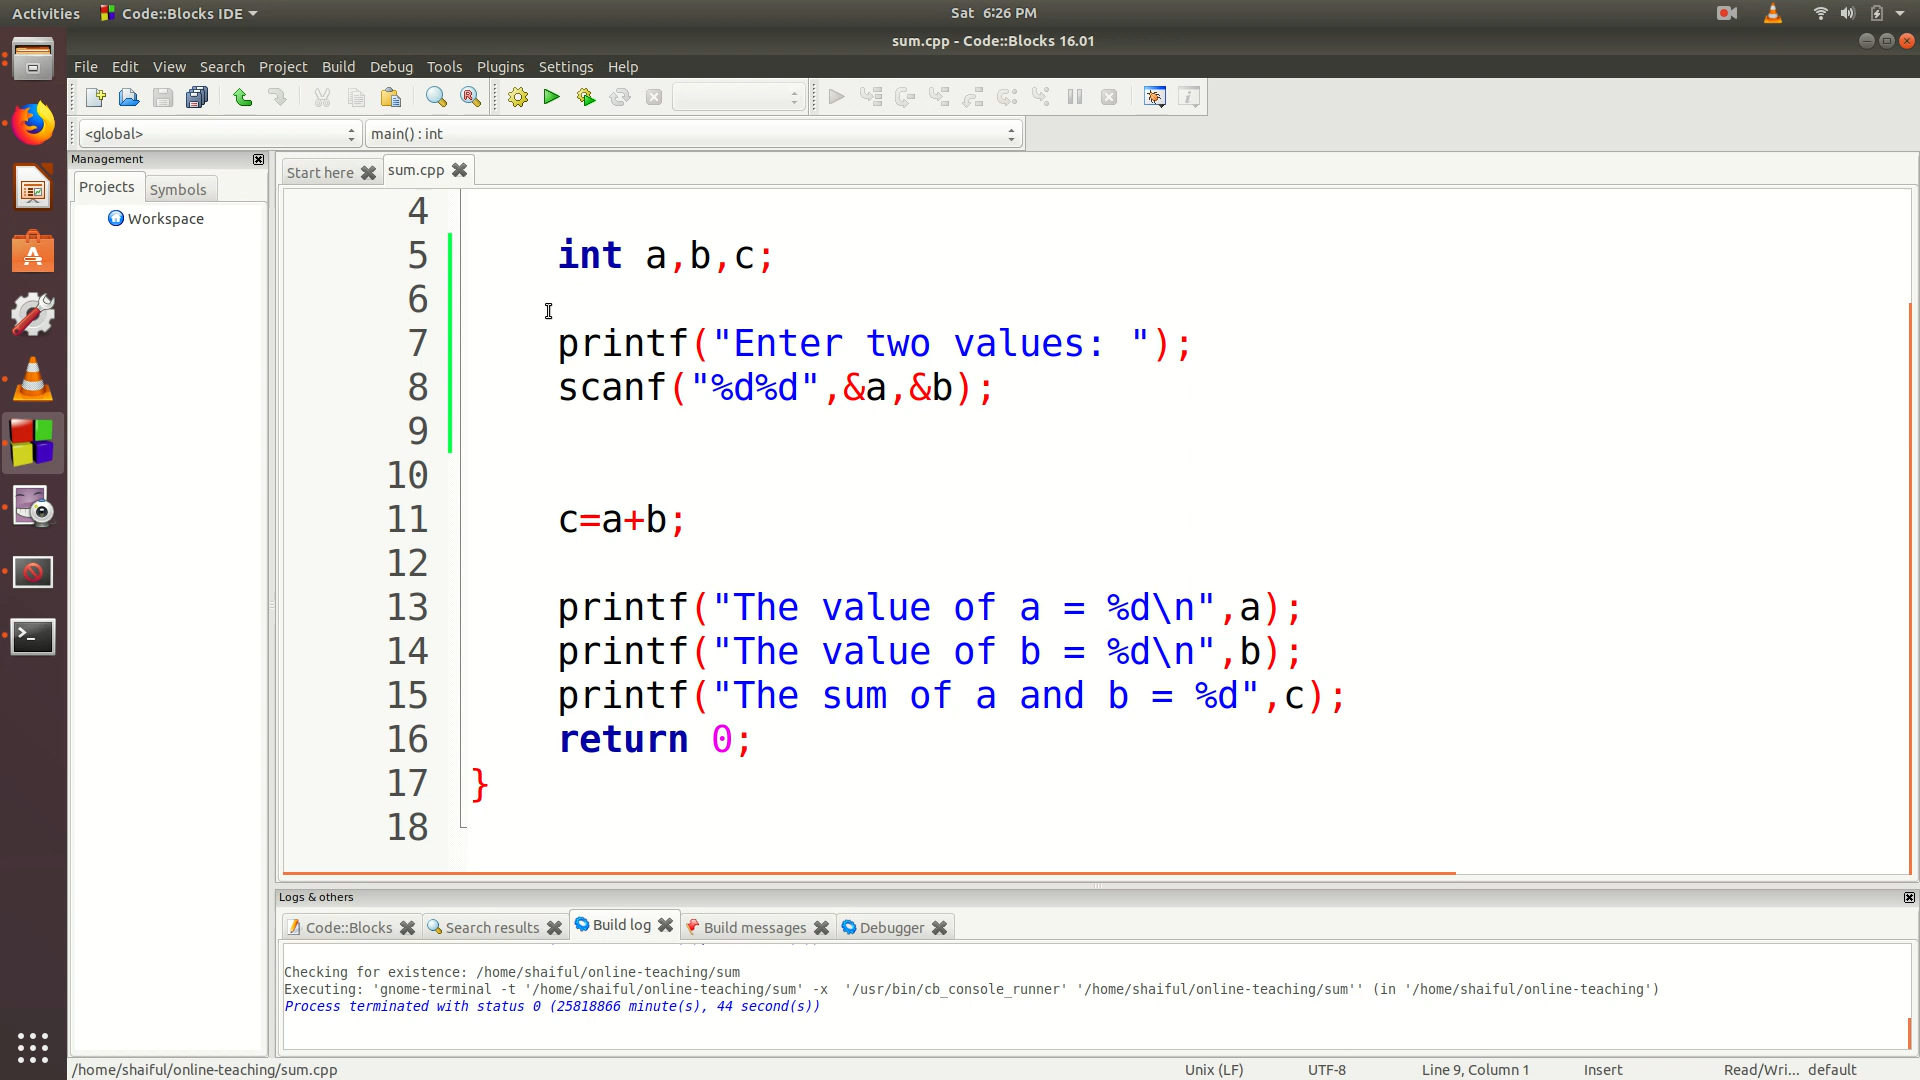 Activities Code::Blocks IDE Sat 6:26 PM
sum.cpp - Code::Blocks 16.01
File Edit View Search Project Build Debug Tools Plugins Settings Help
<global> main() : int
Management
Projects Symbols
Workspace
Start here sum.cpp
4
5 int a,b,c;
6
7 printf("Enter two values: ");
8 scanf("%d%d",&a,&b);
9
10
11 c=a+b;
12
13 printf("The value of a = %d\n",a);
14 printf("The value of b = %d\n",b);
15 printf("The sum of a and b = %d",c);
16 return 0;
17 }
18
Logs & others
Code::Blocks Search results Build log Build messages Debugger
Checking for existence: /home/shaiful/online-teaching/sum
Executing: 'gnome-terminal -t '/home/shaiful/online-teaching/sum' -x '/usr/bin/cb_console_runner' '/home/shaiful/online-teaching/sum'' (in '/home/shaiful/online-teaching')
Process terminated with status 0 (25818866 minute(s), 44 second(s))
/home/shaiful/online-teaching/sum.cpp Unix (LF) UTF-8 Line 9, Column 1 Insert Read/Wri... default